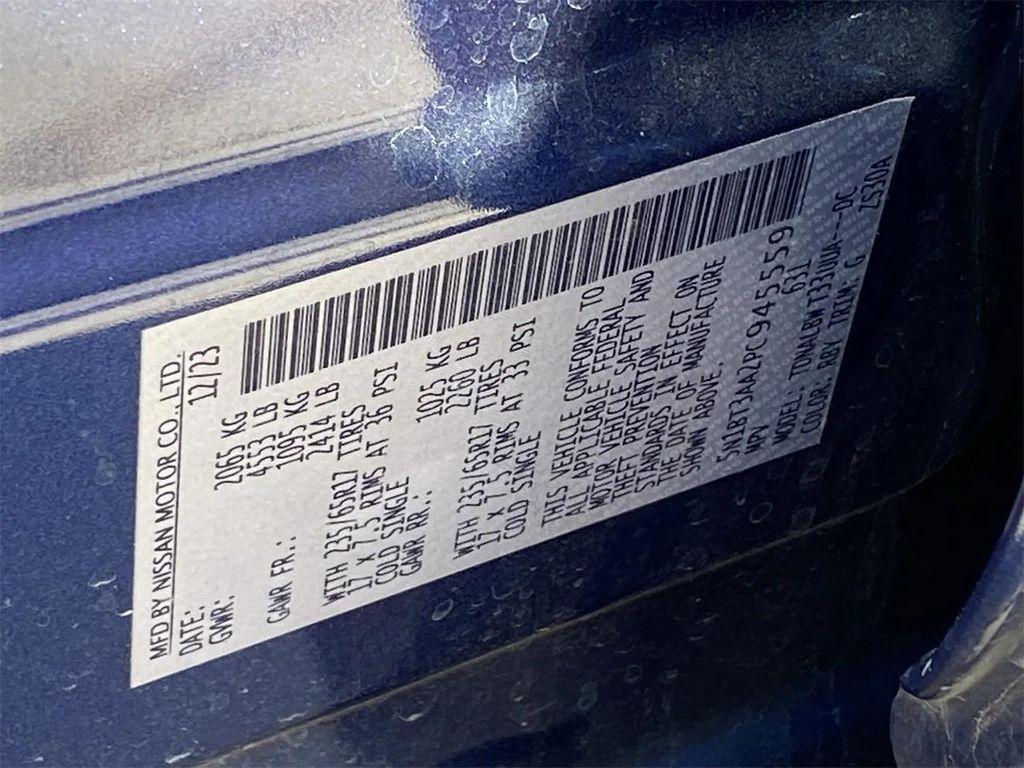 MFD BY NISSAN MOTOR CO., LTD.
DATE: 12/23
GVWR: 2065 KG
4553 LB
GAWR FR.: 1095 KG
2414 LB
WITH 235/65R17 TIRES
17 X 7.5 RIMS AT 36 PSI
COLD SINGLE
GAWR RR.: 1025 KG
2260 LB
WITH 235/65R17 TIRES
17 X 7.5 RIMS AT 33 PSI
COLD SINGLE
THIS VEHICLE CONFORMS TO
ALL APPLICABLE FEDERAL
MOTOR VEHICLE SAFETY AND
THEFT PREVENTION
STANDARDS IN EFFECT ON
THE DATE OF MANUFACTURE
SHOWN ABOVE.
5N1BT3AA2PC945559
MPV 631
MODEL: TDNALBWT33UUA---DC
COLOR RBY TRIM G ZS30A